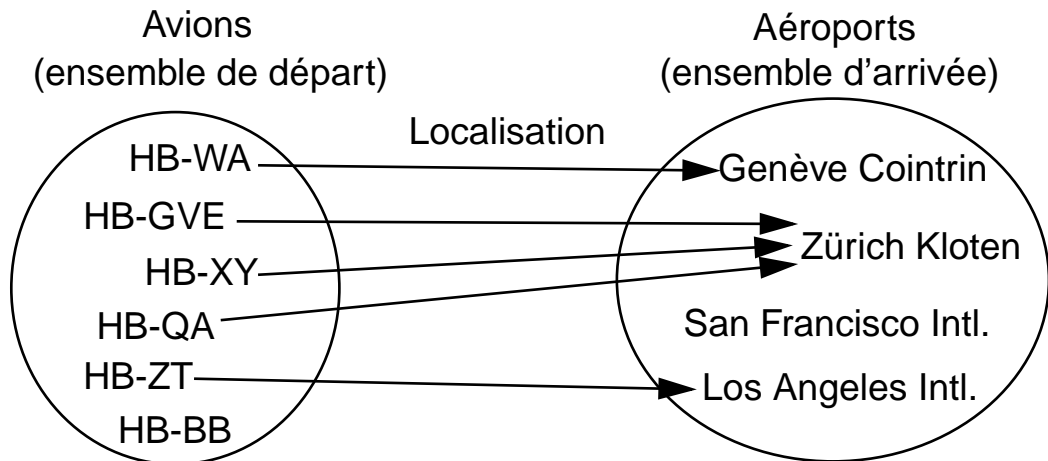 Avions
(ensemble de départ)
Aéroports
(ensemble d'arrivée)
Localisation
HB-WA
HB-GVE
HB-XY
HB-QA
HB-ZT
HB-BB
Genève Cointrin
Zürich Kloten
San Francisco Intl.
Los Angeles Intl.